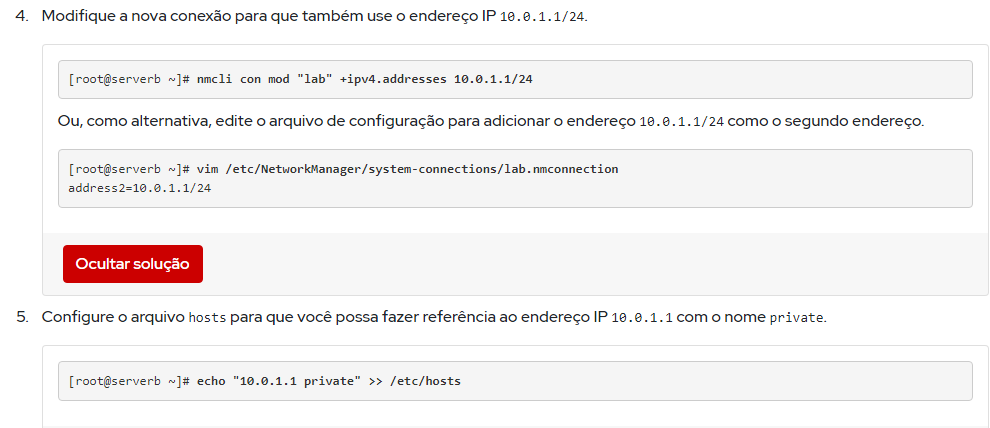 4. Modifique a nova conexão para que também use o endereço IP 10.0.1.1/24.
[root@serverb ~]# nmcli con mod "lab" +ipv4.addresses 10.0.1.1/24
Ou, como alternativa, edite o arquivo de configuração para adicionar o endereço 10.0.1.1/24 como o segundo endereço.
[root@serverb ~]# vim /etc/NetworkManager/system-connections/lab.nmconnection
address2=10.0.1.1/24
Ocultar solução
5. Configure o arquivo hosts para que você possa fazer referência ao endereço IP 10.0.1.1 com o nome private.
[root@serverb ~]# echo "10.0.1.1 private" >> /etc/hosts